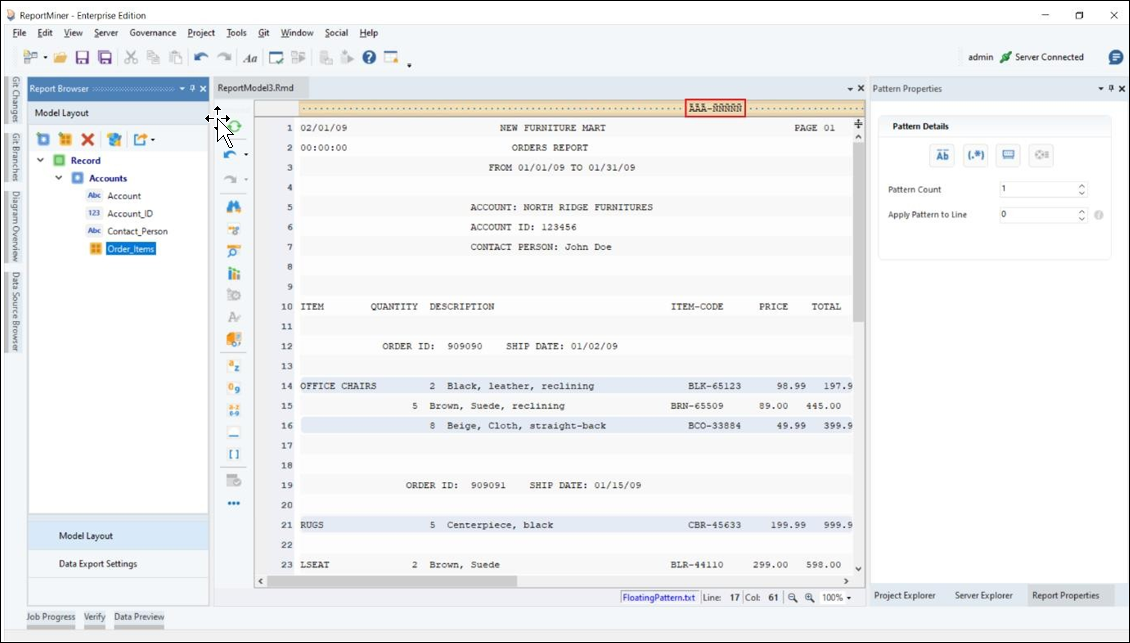 ReportMiner - Enterprise Edition
File Edit View Server Governance Project Tools Git Window Social Help
admin Server Connected
Git Changes
Git Branches
Diagram Overview
Data Source Browser
Report Browser
Model Layout
Record
Accounts
Abc Account
123 Account_ID
Abc Contact_Person
Order_Items
Model Layout
Data Export Settings
ReportModel3.Rmd
1 02/01/09 NEW FURNITURE MART PAGE 01
2 00:00:00 ORDERS REPORT
3 FROM 01/01/09 TO 01/31/09
4
5 ACCOUNT: NORTH RIDGE FURNITURES
6 ACCOUNT ID: 123456
7 CONTACT PERSON: John Doe
8
9
10 ITEM QUANTITY DESCRIPTION ITEM-CODE PRICE TOTAL
11
12 ORDER ID: 909090 SHIP DATE: 01/02/09
13
14 OFFICE CHAIRS 2 Black, leather, reclining BLK-65123 98.99 197.9
15 5 Brown, Suede, reclining BRN-65509 89.00 445.00
16 8 Beige, Cloth, straight-back BCO-33884 49.99 399.9
17
18
19 ORDER ID: 909091 SHIP DATE: 01/15/09
20
21 RUGS 5 Centerpiece, black CBR-45633 199.99 999.9
22
23 LSEAT 2 Brown, Suede BLR-44110 299.00 598.00
FloatingPattern.txt Line: 17 Col: 61 100%
Pattern Properties
Pattern Details
Pattern Count 1
Apply Pattern to Line 0
Project Explorer Server Explorer Report Properties
Job Progress Verify Data Preview